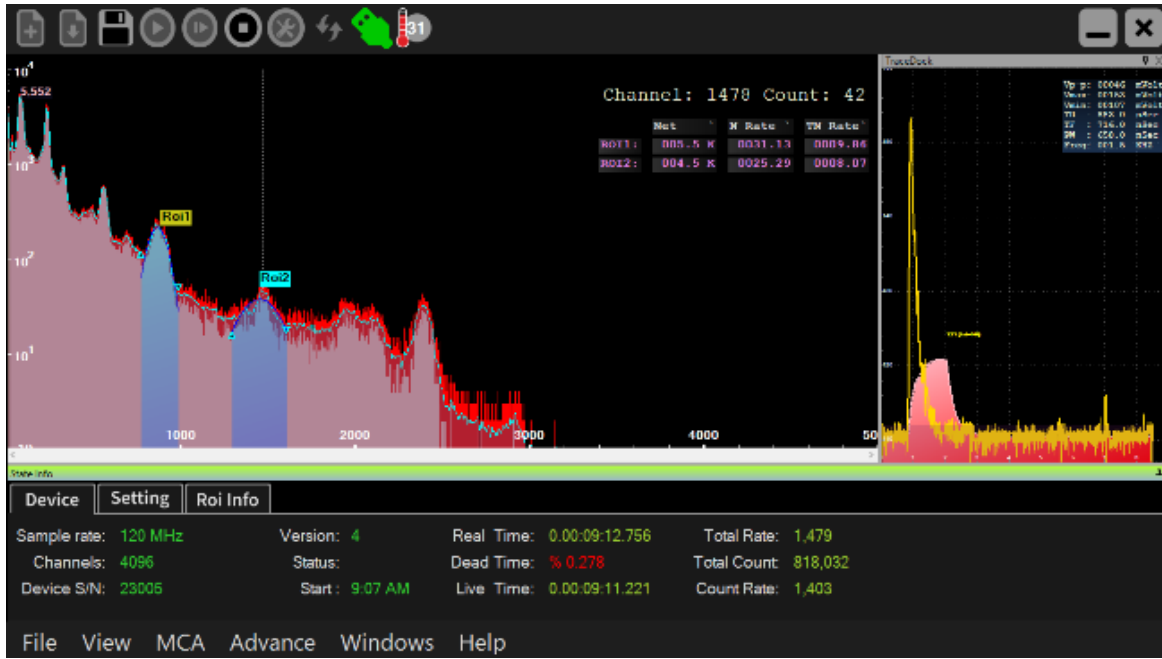 31
10⁴
5.552
10³
10²
10¹
1000 2000 3000 4000 50
Channel: 1478 Count: 42
Net N Rate TN Rate
ROI1: 005.5 K 0031.13 0009.86
ROI2: 004.5 K 0025.29 0008.07
Roi1
Roi2
TraceDock
State Info
Device Setting Roi Info
Sample rate: 120 MHz Version: 4 Real Time: 0.00:09:12.756 Total Rate: 1,479
Channels: 4096 Status: Dead Time: % 0.278 Total Count: 818,032
Device S/N: 23005 Start : 9:07 AM Live Time: 0.00:09:11.221 Count Rate: 1,403
File View MCA Advance Windows Help